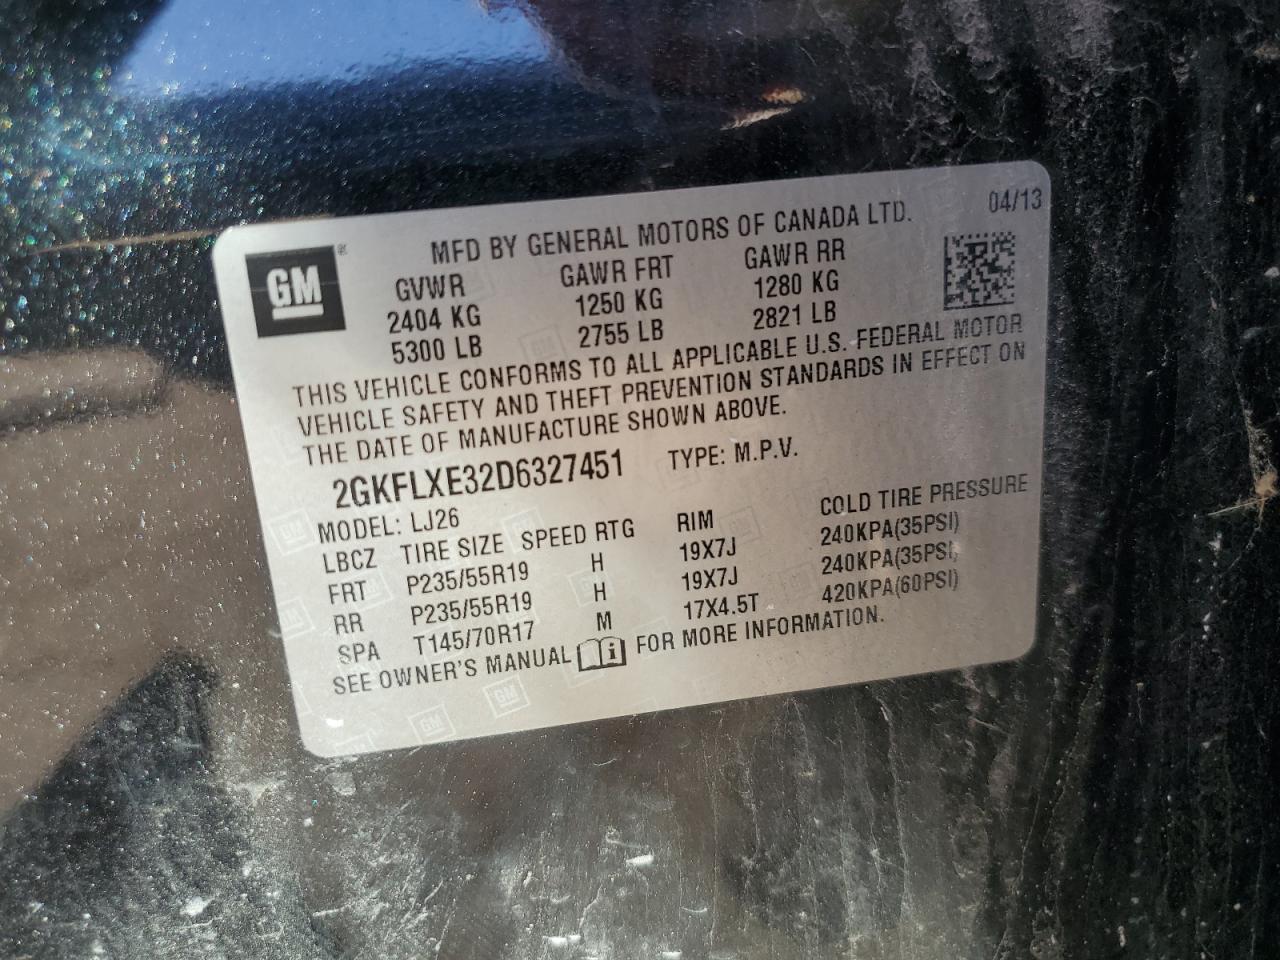 GM
MFD BY GENERAL MOTORS OF CANADA LTD. 04/13
GVWR GAWR FRT GAWR RR
2404 KG 1250 KG 1280 KG
5300 LB 2755 LB 2821 LB
THIS VEHICLE CONFORMS TO ALL APPLICABLE U.S. FEDERAL MOTOR
VEHICLE SAFETY AND THEFT PREVENTION STANDARDS IN EFFECT ON
THE DATE OF MANUFACTURE SHOWN ABOVE.
2GKFLXE32D6327451 TYPE: M.P.V.
MODEL: LJ26
LBCZ TIRE SIZE SPEED RTG RIM COLD TIRE PRESSURE
FRT P235/55R19 H 19X7J 240KPA(35PSI)
RR P235/55R19 H 19X7J 240KPA(35PSI)
SPA T145/70R17 M 17X4.5T 420KPA(60PSI)
SEE OWNER'S MANUAL i FOR MORE INFORMATION.